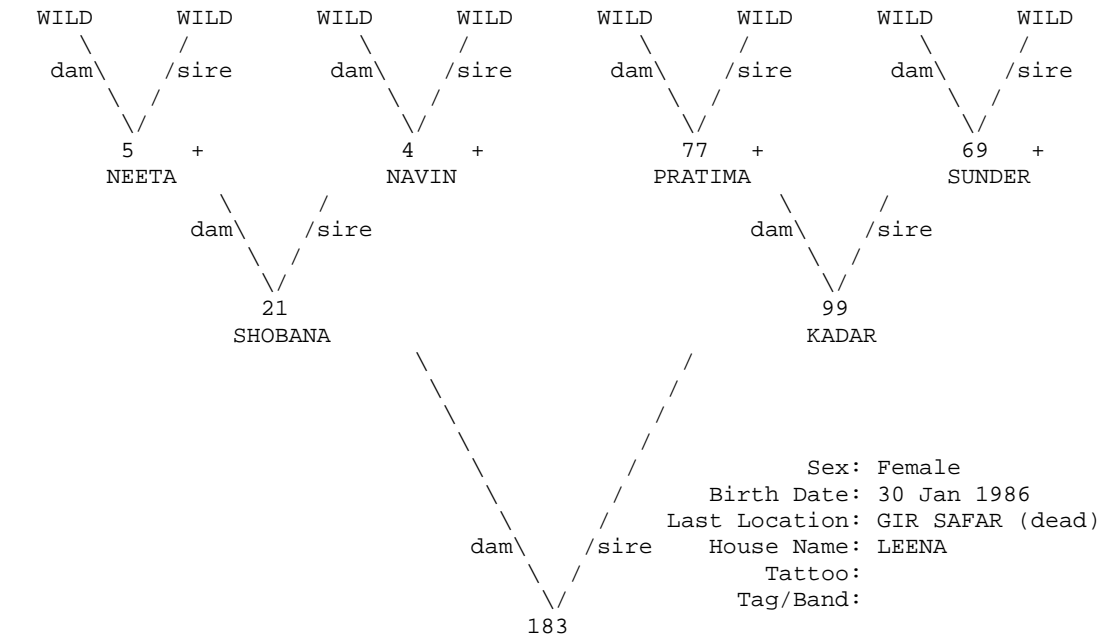 WILD WILD WILD WILD WILD WILD WILD WILD
\ / \ / \ / \ /
dam\ /sire dam\ /sire dam\ /sire dam\ /sire
\ / \ / \ / \ /
\/ \/ \/ \/
5 + 4 + 77 + 69 +
NEETA NAVIN PRATIMA SUNDER
\ / \ /
dam\ /sire dam\ /sire
\ / \ /
\/ \/
21 99
SHOBANA KADAR
\ /
\ /
\ /
\ /
\ / Sex: Female
\ / Birth Date: 30 Jan 1986
\ / Last Location: GIR SAFAR (dead)
dam\ /sire House Name: LEENA
\ / Tattoo:
\/ Tag/Band:
183